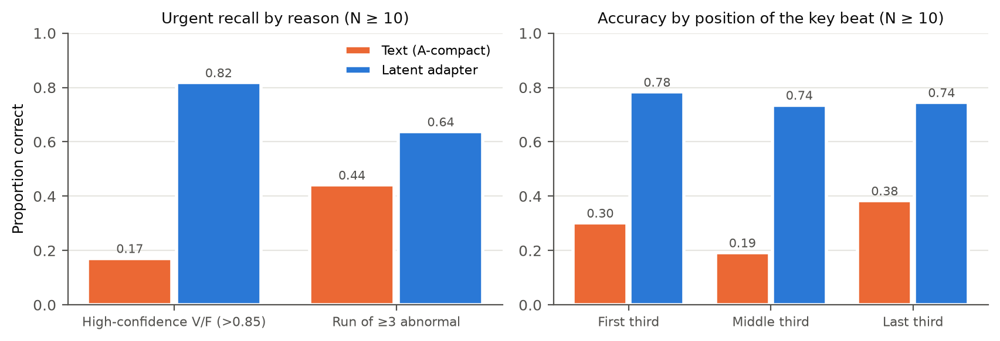 Urgent recall by reason (N ≥ 10)
Proportion correct
1.0
0.8
0.6
0.4
0.2
0.0
Text (A-compact)
Latent adapter
0.17
0.82
0.44
0.64
High-confidence V/F (>0.85)
Run of ≥3 abnormal
Accuracy by position of the key beat (N ≥ 10)
1.0
0.8
0.6
0.4
0.2
0.0
0.30
0.78
0.19
0.74
0.38
0.74
First third
Middle third
Last third